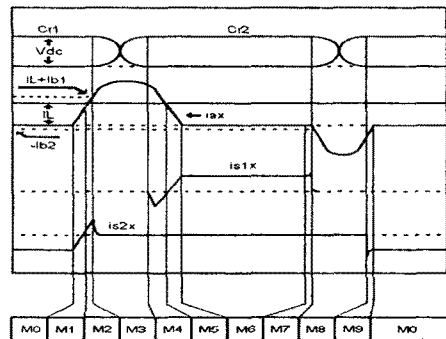 Cr1 Cr2
Vdc
IL+Ib1
IL
iax
-Ib2
is1x
is2x
M0 M1 M2 M3 M4 M5 M6 M7 M8 M9 M0